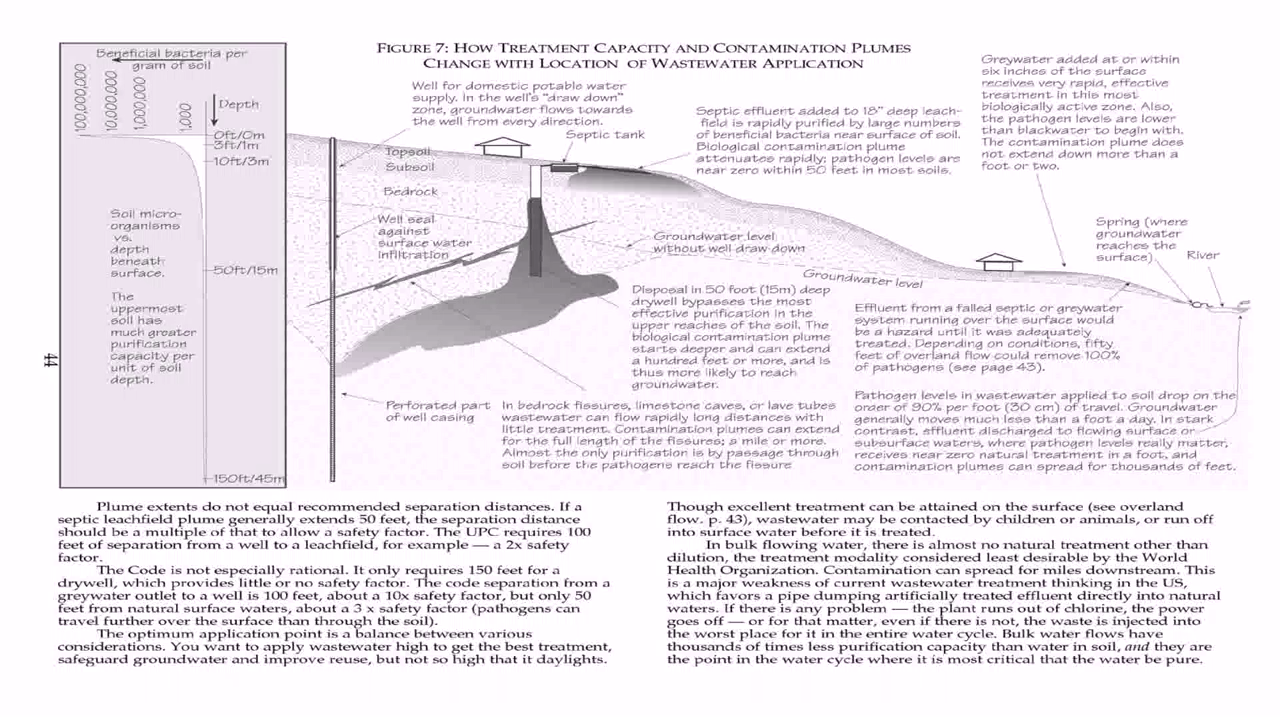 FIGURE 7: HOW TREATMENT CAPACITY AND CONTAMINATION PLUMES
CHANGE WITH LOCATION OF WASTEWATER APPLICATION
Beneficial bacteria per
gram of soil
100,000,000
10,000,000
1,000,000
1,000
Depth
0ft/0m
3ft/1m
10ft/3m
50ft/15m
150ft/45m
Soil micro-
organisms
vs.
depth
beneath
surface.
The
uppermost
soil has
much greater
purification
capacity per
unit of soil
depth.
44
Well for domestic potable water
supply. In the well's "draw down"
zone, groundwater flows towards
the well from every direction.
Septic tank
Topsoil
Subsoil
Bedrock
Well seal
against
surface water
infiltration
Septic effluent added to 18" deep leach-
field is rapidly purified by large numbers
of beneficial bacteria near surface of soil.
Biological contamination plume
attenuates rapidly; pathogen levels are
near zero within 50 feet in most soils.
Greywater added at or within
six inches of the surface
receives very rapid, effective
treatment in this most
biologically active zone. Also,
the pathogen levels are lower
than blackwater to begin with.
The contamination plume does
not extend down more than a
foot or two.
Spring (where
groundwater
reaches the
surface)
River
Groundwater level
without well draw-down
Groundwater level
Disposal in 50 foot (15m) deep
drywell bypasses the most
effective purification in the
upper reaches of the soil. The
biological contamination plume
starts deeper and can extend
a hundred feet or more, and is
thus more likely to reach
groundwater.
Effluent from a failed septic or greywater
system running over the surface would
be a hazard until it was adequately
treated. Depending on conditions, fifty
feet of overland flow could remove 100%
of pathogens (see page 43).
Perforated part
of well casing
In bedrock fissures, limestone caves, or lave tubes
wastewater can flow rapidly long distances with
little treatment. Contamination plumes can extend
for the full length of the fissures; a mile or more.
Almost the only purification is by passage through
soil before the pathogens reach the fissure
Pathogen levels in wastewater applied to soil drop on the
order of 90% per foot (30 cm) of travel. Groundwater
generally moves much less than a foot a day. In stark
contrast, effluent discharged to flowing surface or
subsurface waters, where pathogen levels really matter,
receives near zero natural treatment in a foot, and
contamination plumes can spread for thousands of feet.
Plume extents do not equal recommended separation distances. If a
septic leachfield plume generally extends 50 feet, the separation distance
should be a multiple of that to allow a safety factor. The UPC requires 100
feet of separation from a well to a leachfield, for example — a 2x safety
factor.
The Code is not especially rational. It only requires 150 feet for a
drywell, which provides little or no safety factor. The code separation from a
greywater outlet to a well is 100 feet, about a 10x safety factor, but only 50
feet from natural surface waters, about a 3 x safety factor (pathogens can
travel further over the surface than through the soil).
The optimum application point is a balance between various
considerations. You want to apply wastewater high to get the best treatment,
safeguard groundwater and improve reuse, but not so high that it daylights.
Though excellent treatment can be attained on the surface (see overland
flow. p. 43), wastewater may be contacted by children or animals, or run off
into surface water before it is treated.
In bulk flowing water, there is almost no natural treatment other than
dilution, the treatment modality considered least desirable by the World
Health Organization. Contamination can spread for miles downstream. This
is a major weakness of current wastewater treatment thinking in the US,
which favors a pipe dumping artificially treated effluent directly into natural
waters. If there is any problem — the plant runs out of chlorine, the power
goes off — or for that matter, even if there is not, the waste is injected into
the worst place for it in the entire water cycle. Bulk water flows have
thousands of times less purification capacity than water in soil, and they are
the point in the water cycle where it is most critical that the water be pure.